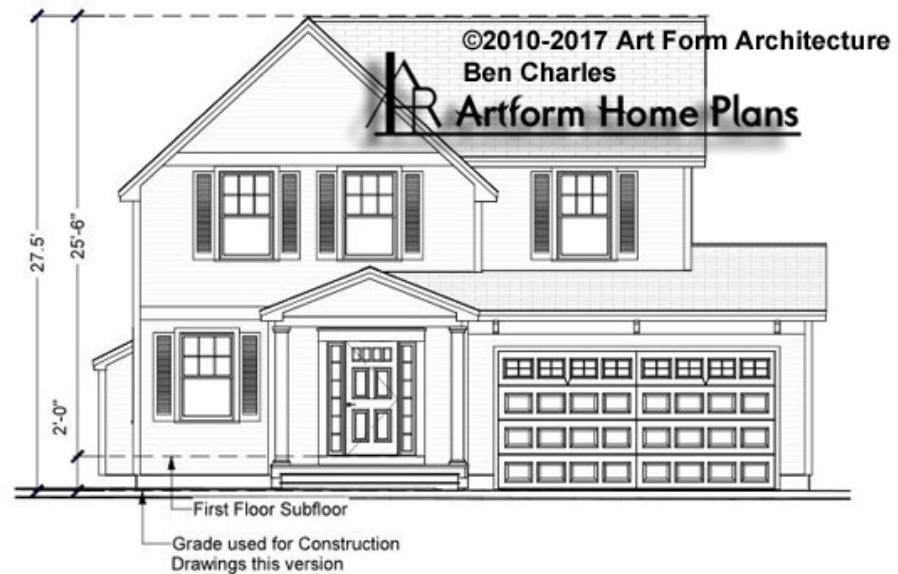 ©2010-2017 Art Form Architecture
Ben Charles
AR Artform Home Plans
27.5'
25'-6"
2'-0"
First Floor Subfloor
Grade used for Construction
Drawings this version